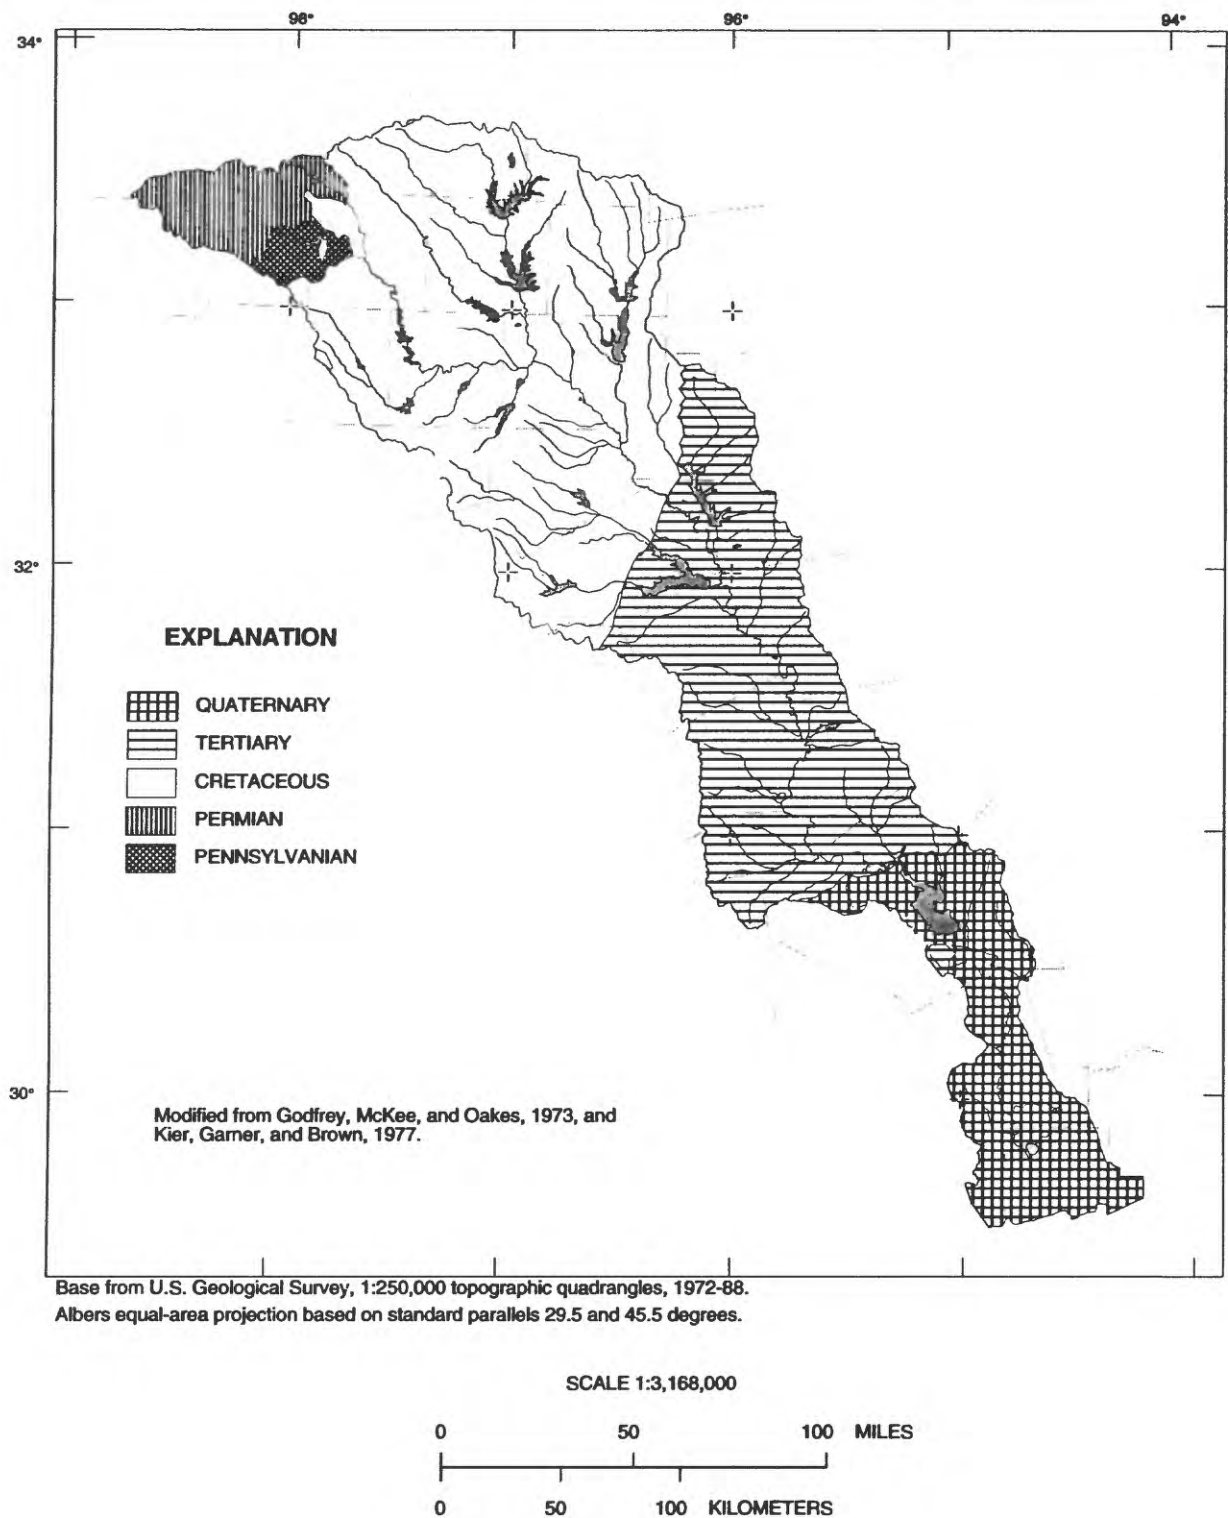 98° 96° 94°
34°
32°
EXPLANATION
QUATERNARY
TERTIARY
CRETACEOUS
PERMIAN
PENNSYLVANIAN
30°
Modified from Godfrey, McKee, and Oakes, 1973, and
Kier, Garner, and Brown, 1977.
Base from U.S. Geological Survey, 1:250,000 topographic quadrangles, 1972-88.
Albers equal-area projection based on standard parallels 29.5 and 45.5 degrees.
SCALE 1:3,168,000
0 50 100 MILES
0 50 100 KILOMETERS